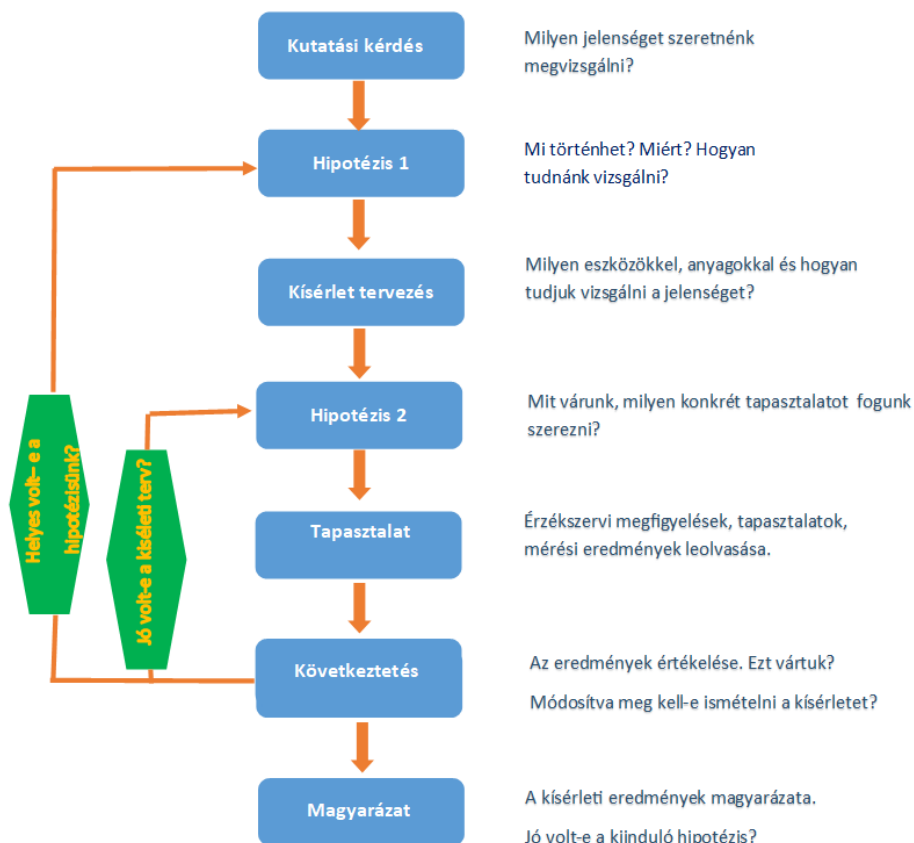 Kutatási kérdés
Milyen jelenséget szeretnénk
megvizsgálni?
Hipotézis 1
Mi történhet? Miért? Hogyan
tudnánk vizsgálni?
Kísérlet tervezés
Milyen eszközökkel, anyagokkal és hogyan
tudjuk vizsgálni a jelenséget?
Hipotézis 2
Mit várunk, milyen konkrét tapasztalatot fogunk
szerezni?
Helyes volt– e a
hipotézisünk?
Jó volt-e a kiséleti terv?
Tapasztalat
Érzékszervi megfigyelések, tapasztalatok,
mérési eredmények leolvasása.
Következtetés
Az eredmények értékelése. Ezt vártuk?
Módosítva meg kell-e ismételni a kísérletet?
Magyarázat
A kísérleti eredmények magyarázata.
Jó volt-e a kiinduló hipotézis?